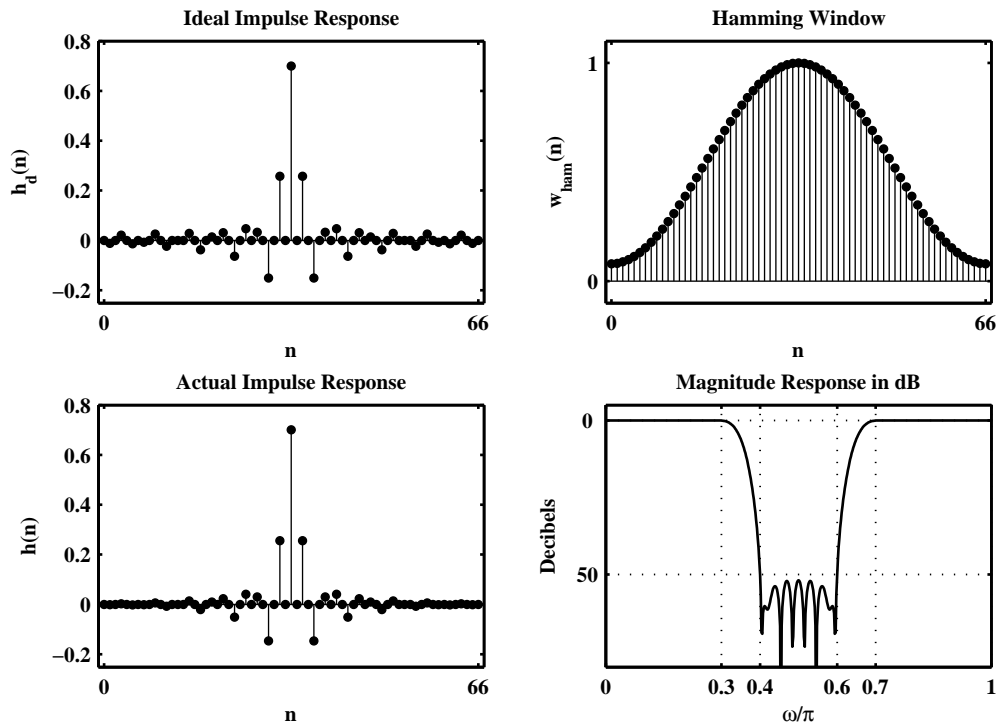 Ideal Impulse Response
0.8
0.6
0.4
0.2
0
−0.2
h_d(n)
0
66
n
Hamming Window
1
0
w_ham(n)
0
66
n
Actual Impulse Response
0.8
0.6
0.4
0.2
0
−0.2
h(n)
0
66
n
Magnitude Response in dB
0
50
Decibels
0
0.3
0.4
0.6
0.7
1
ω/π